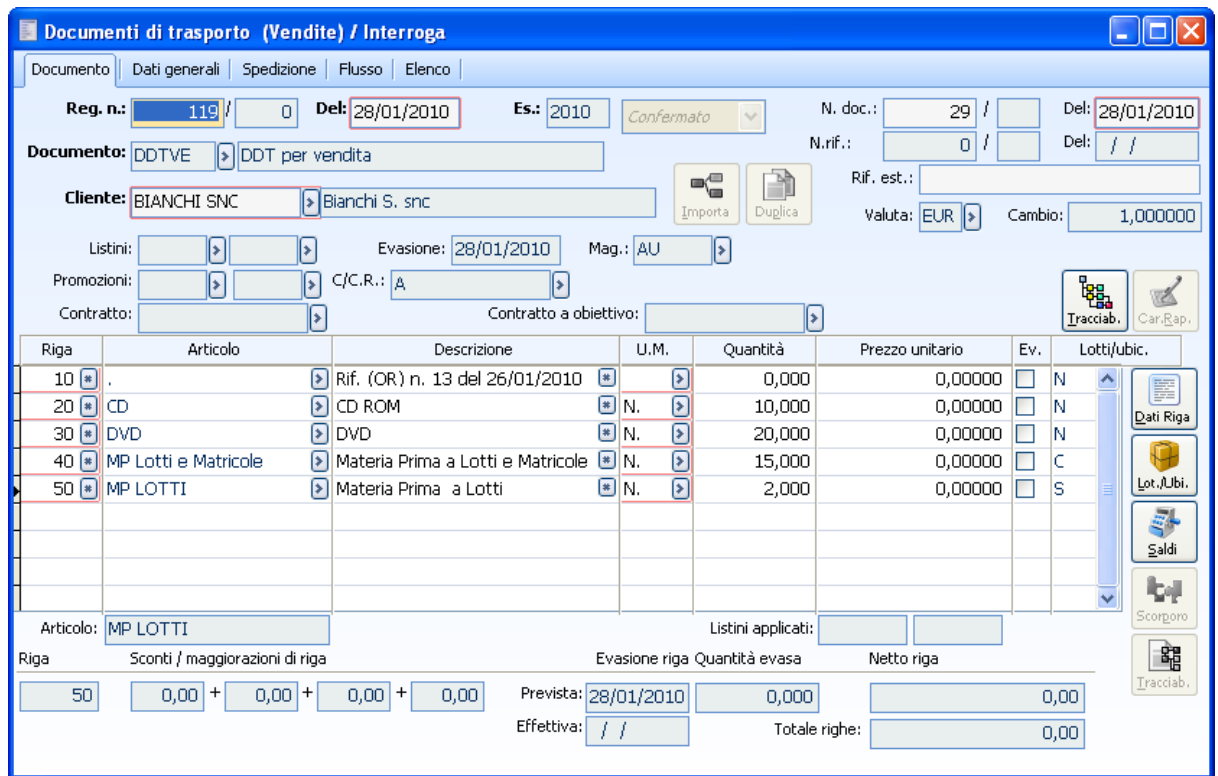 Documenti di trasporto (Vendite) / Interroga
Documento Dati generali Spedizione Flusso Elenco
Reg. n.: 119 / 0 Del: 28/01/2010 Es.: 2010 Confermato N. doc.: 29 / Del: 28/01/2010
N.rif.: 0 / Del: / /
Documento: DDTVE DDT per vendita
Rif. est.:
Cliente: BIANCHI SNC Bianchi S. snc Importa Duplica Valuta: EUR Cambio: 1,000000
Listini: Evasione: 28/01/2010 Mag.: AU
Promozioni: C/C.R.: A
Contratto: Contratto a obiettivo: Tracciab. Car.Rap.
Riga Articolo Descrizione U.M. Quantità Prezzo unitario Ev. Lotti/ubic.
10 . Rif. (OR) n. 13 del 26/01/2010 0,000 0,00000 N
20 CD CD ROM N. 10,000 0,00000 N
30 DVD DVD N. 20,000 0,00000 N
40 MP Lotti e Matricole Materia Prima a Lotti e Matricole N. 15,000 0,00000 C
50 MP LOTTI Materia Prima a Lotti N. 2,000 0,00000 S
Dati Riga
Lot./Ubi.
Saldi
Scorporo
Tracciab.
Articolo: MP LOTTI Listini applicati:
Riga Sconti / maggiorazioni di riga Evasione riga Quantità evasa Netto riga
50 0,00 + 0,00 + 0,00 + 0,00 Prevista: 28/01/2010 0,000 0,00
Effettiva: / / Totale righe: 0,00